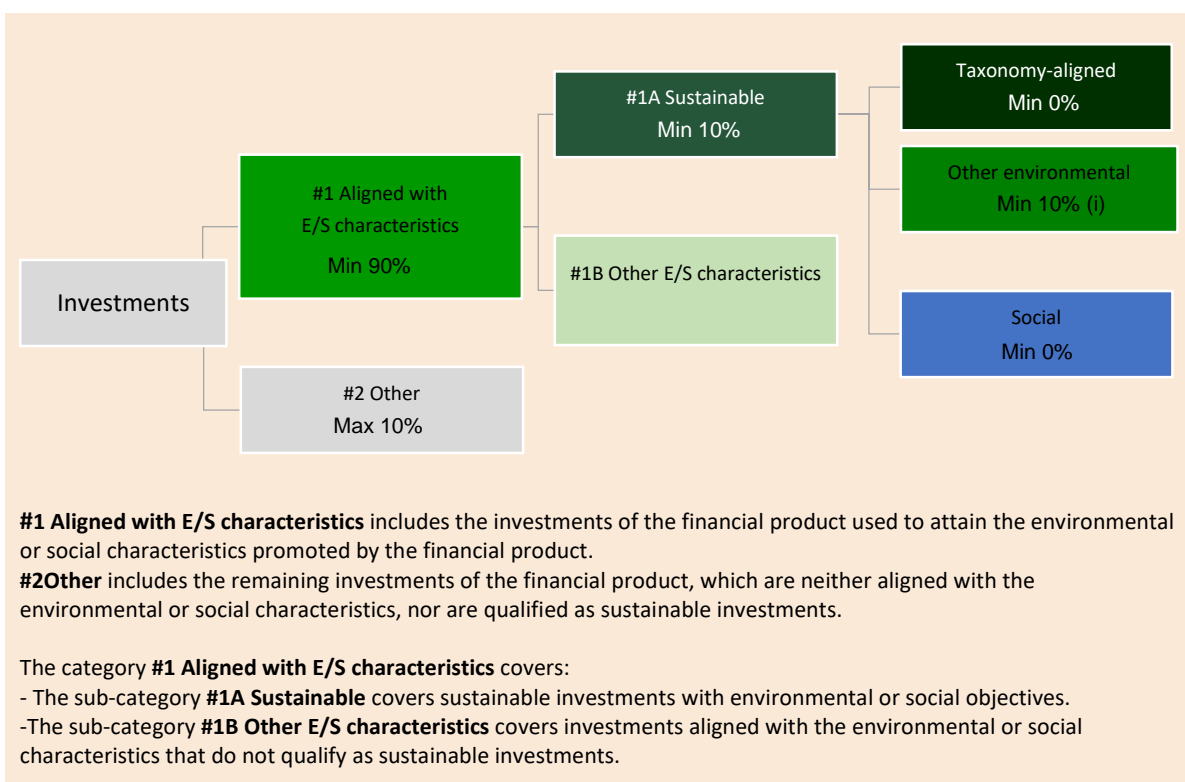 Taxonomy-aligned
Min 0%
#1A Sustainable
Min 10%
Other environmental
Min 10% (i)
#1 Aligned with
E/S characteristics
Min 90%
#1B Other E/S characteristics
Investments
Social
Min 0%
#2 Other
Max 10%
#1 Aligned with E/S characteristics includes the investments of the financial product used to attain the environmental
or social characteristics promoted by the financial product.
#2Other includes the remaining investments of the financial product, which are neither aligned with the
environmental or social characteristics, nor are qualified as sustainable investments.
The category #1 Aligned with E/S characteristics covers:
- The sub-category #1A Sustainable covers sustainable investments with environmental or social objectives.
-The sub-category #1B Other E/S characteristics covers investments aligned with the environmental or social
characteristics that do not qualify as sustainable investments.